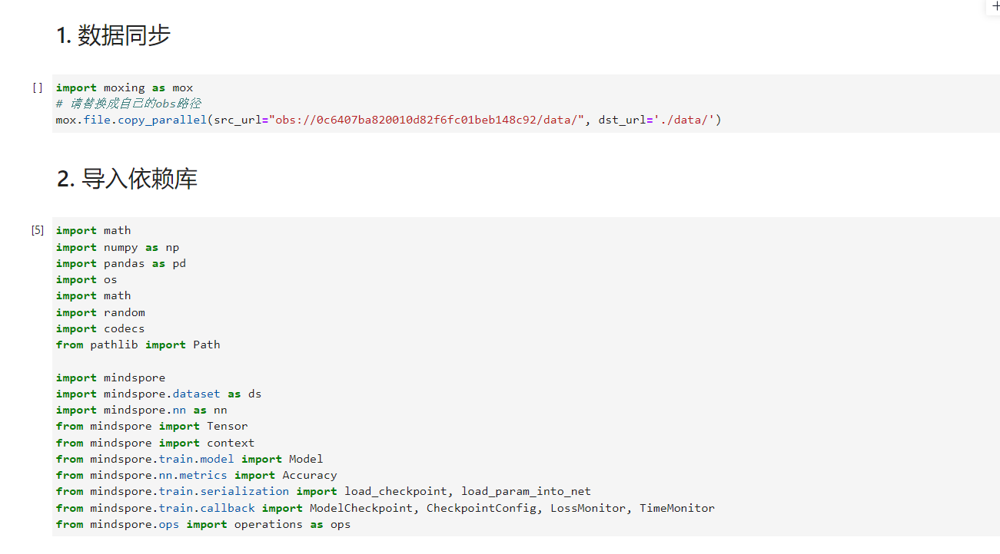 1. 数据同步
[ ] import moxing as mox
# 请替换成自己的obs路径
mox.file.copy_parallel(src_url="obs://0c6407ba820010d82f6fc01beb148c92/data/", dst_url='./data/')
2. 导入依赖库
[5] import math
import numpy as np
import pandas as pd
import os
import math
import random
import codecs
from pathlib import Path
import mindspore
import mindspore.dataset as ds
import mindspore.nn as nn
from mindspore import Tensor
from mindspore import context
from mindspore.train.model import Model
from mindspore.nn.metrics import Accuracy
from mindspore.train.serialization import load_checkpoint, load_param_into_net
from mindspore.train.callback import ModelCheckpoint, CheckpointConfig, LossMonitor, TimeMonitor
from mindspore.ops import operations as ops